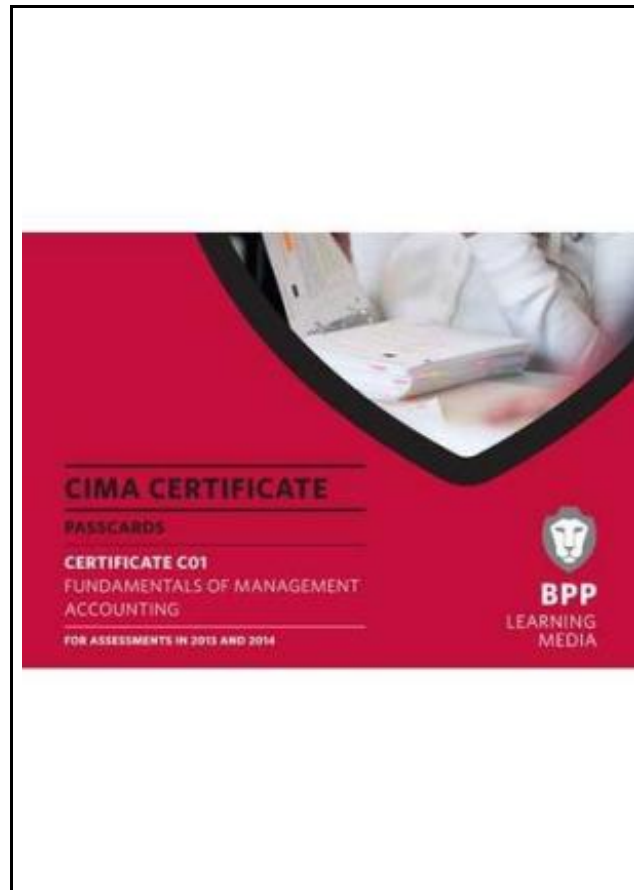 CIMA CERTIFICATE
PASSCARDS
CERTIFICATE C01
FUNDAMENTALS OF MANAGEMENT
ACCOUNTING
FOR ASSESSMENTS IN 2013 AND 2014
BPP
LEARNING
MEDIA